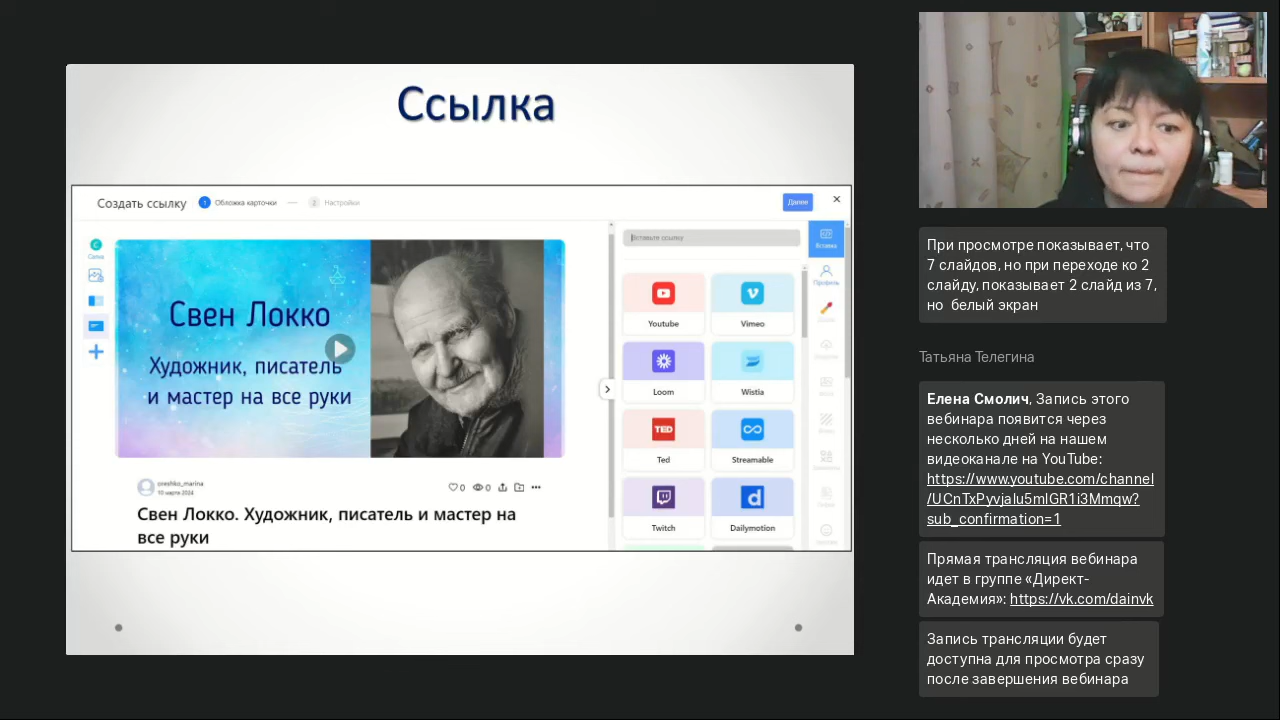 Ссылка
Создать ссылку
1 Обложка карточки
2 Настройки
Далее
Вставьте ссылку
Вставка
Профиль
Свен Локко
Художник, писатель
и мастер на все руки
Youtube
Vimeo
Loom
Wistia
TED
Ted
Streamable
Twitch
Dailymotion
oreshko_marina
10 марта 2024
0
0
Свен Локко. Художник, писатель и мастер на
все руки
При просмотре показывает, что
7 слайдов, но при переходе ко 2
слайду, показывает 2 слайд из 7,
но белый экран
Татьяна Телегина
Елена Смолич, Запись этого
вебинара появится через
несколько дней на нашем
видеоканале на YouTube:
https://www.youtube.com/channel
/UCnTxPyvjalu5mlGR1i3Mmqw?
sub_confirmation=1
Прямая трансляция вебинара
идет в группе «Директ-
Академия»: https://vk.com/dainvk
Запись трансляции будет
доступна для просмотра сразу
после завершения вебинара